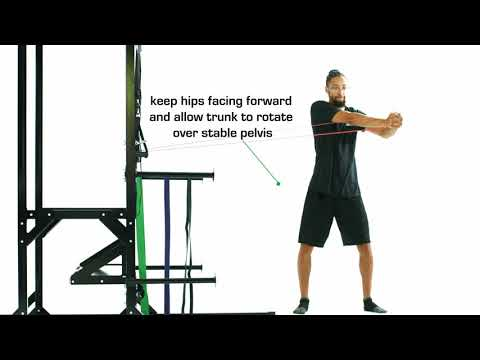 keep hips facing forward
and allow trunk to rotate
over stable pelvis